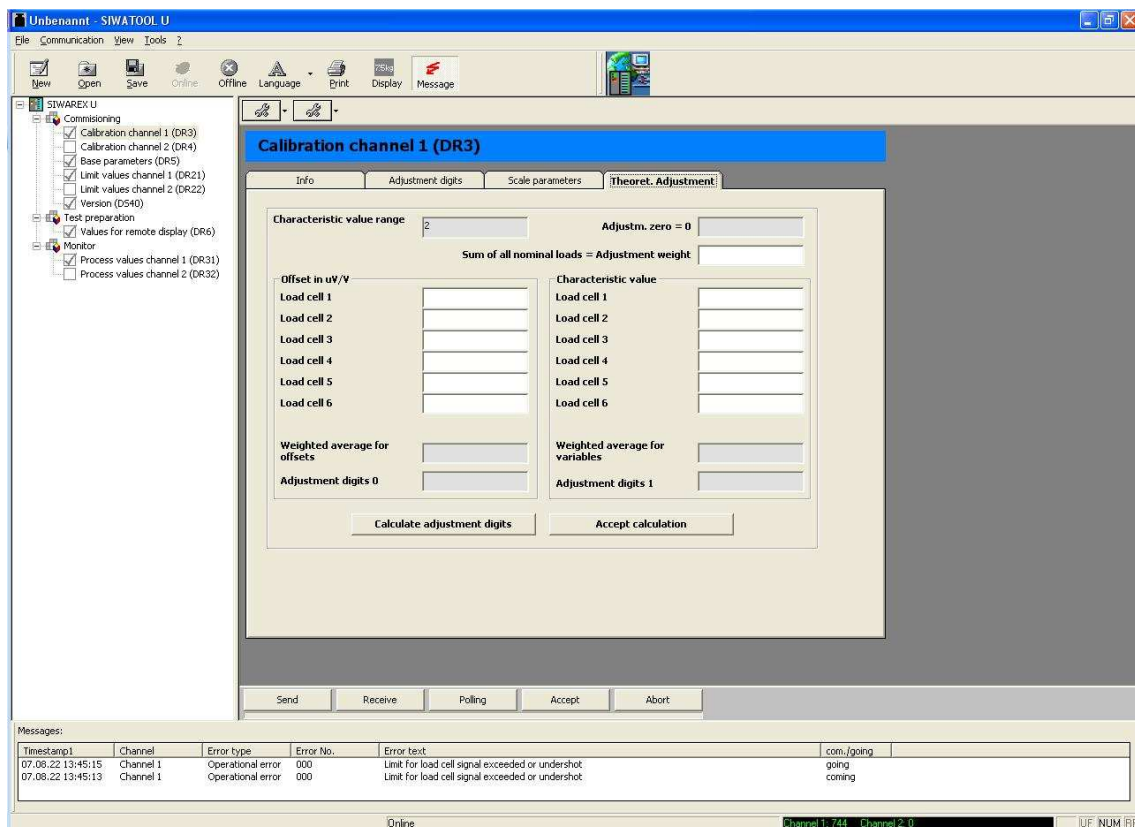 Unbenannt - SIWATOOL U
File Communication View Tools ?
New Open Save Online Offline Language Print Display Message
SIWAREX U
Commisioning
Calibration channel 1 (DR3)
Calibration channel 2 (DR4)
Base parameters (DR5)
Limit values channel 1 (DR21)
Limit values channel 2 (DR22)
Version (DS40)
Test preparation
Values for remote display (DR6)
Monitor
Process values channel 1 (DR31)
Process values channel 2 (DR32)
Calibration channel 1 (DR3)
Info Adjustment digits Scale parameters Theoret. Adjustment
Characteristic value range 2 Adjustm. zero = 0
Sum of all nominal loads = Adjustment weight
Offset in uV/V Characteristic value
Load cell 1 Load cell 1
Load cell 2 Load cell 2
Load cell 3 Load cell 3
Load cell 4 Load cell 4
Load cell 5 Load cell 5
Load cell 6 Load cell 6
Weighted average for Weighted average for
offsets variables
Adjustment digits 0 Adjustment digits 1
Calculate adjustment digits Accept calculation
Send Receive Polling Accept Abort
Messages:
Timestamp1 Channel Error type Error No. Error text com./going
07.08.22 13:45:15 Channel 1 Operational error 000 Limit for load cell signal exceeded or undershot going
07.08.22 13:45:13 Channel 1 Operational error 000 Limit for load cell signal exceeded or undershot coming
Online Channel 1: 744 Channel 2: 0 UF NUM